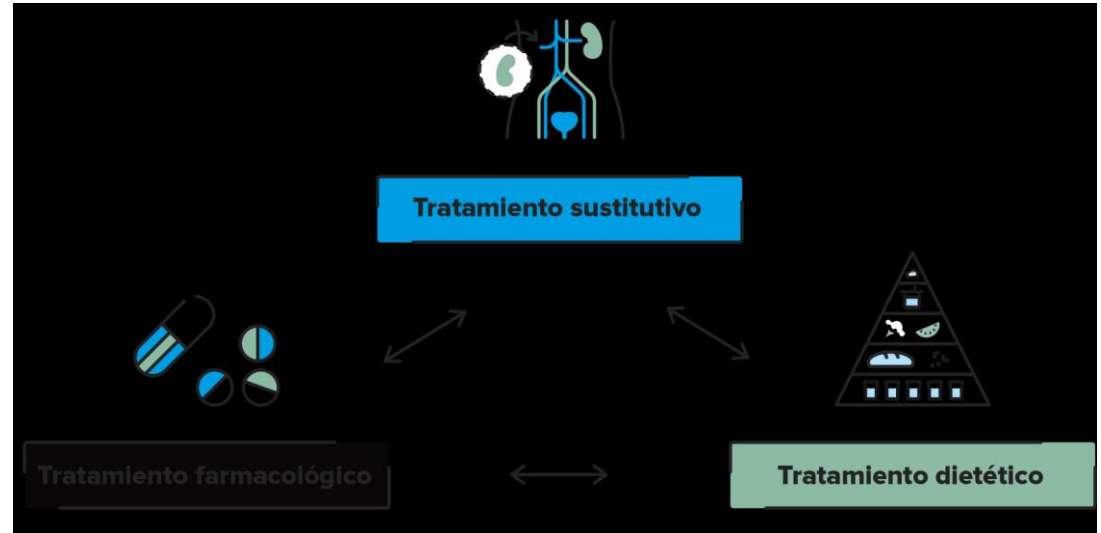 Tratamiento sustitutivo
Tratamiento farmacológico
Tratamiento dietético